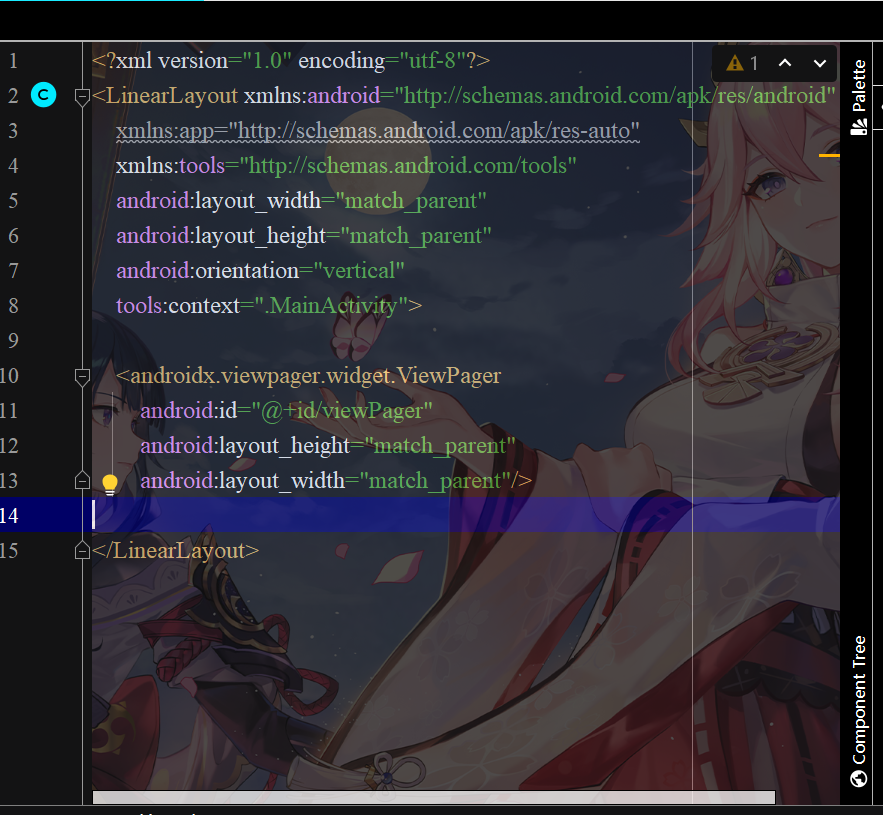 1 <?xml version="1.0" encoding="utf-8"?>
1
2 C <LinearLayout xmlns:android="http://schemas.android.com/apk/res/android"
3 xmlns:app="http://schemas.android.com/apk/res-auto"
4 xmlns:tools="http://schemas.android.com/tools"
5 android:layout_width="match_parent"
6 android:layout_height="match_parent"
7 android:orientation="vertical"
8 tools:context=".MainActivity">
9
10 <androidx.viewpager.widget.ViewPager
11 android:id="@+id/viewPager"
12 android:layout_height="match_parent"
13 android:layout_width="match_parent"/>
14
15 </LinearLayout>
Palette
Component Tree